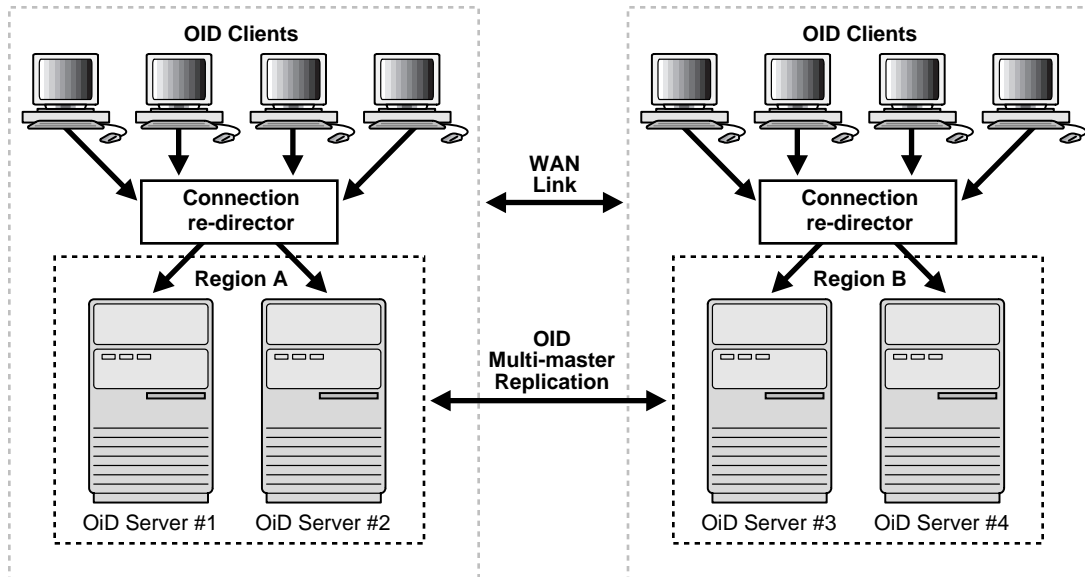 OID Clients
OID Clients
WAN
Link
Connection
re-director
Connection
re-director
Region A
Region B
OID
Multi-master
Replication
OiD Server #1
OiD Server #2
OiD Server #3
OiD Server #4